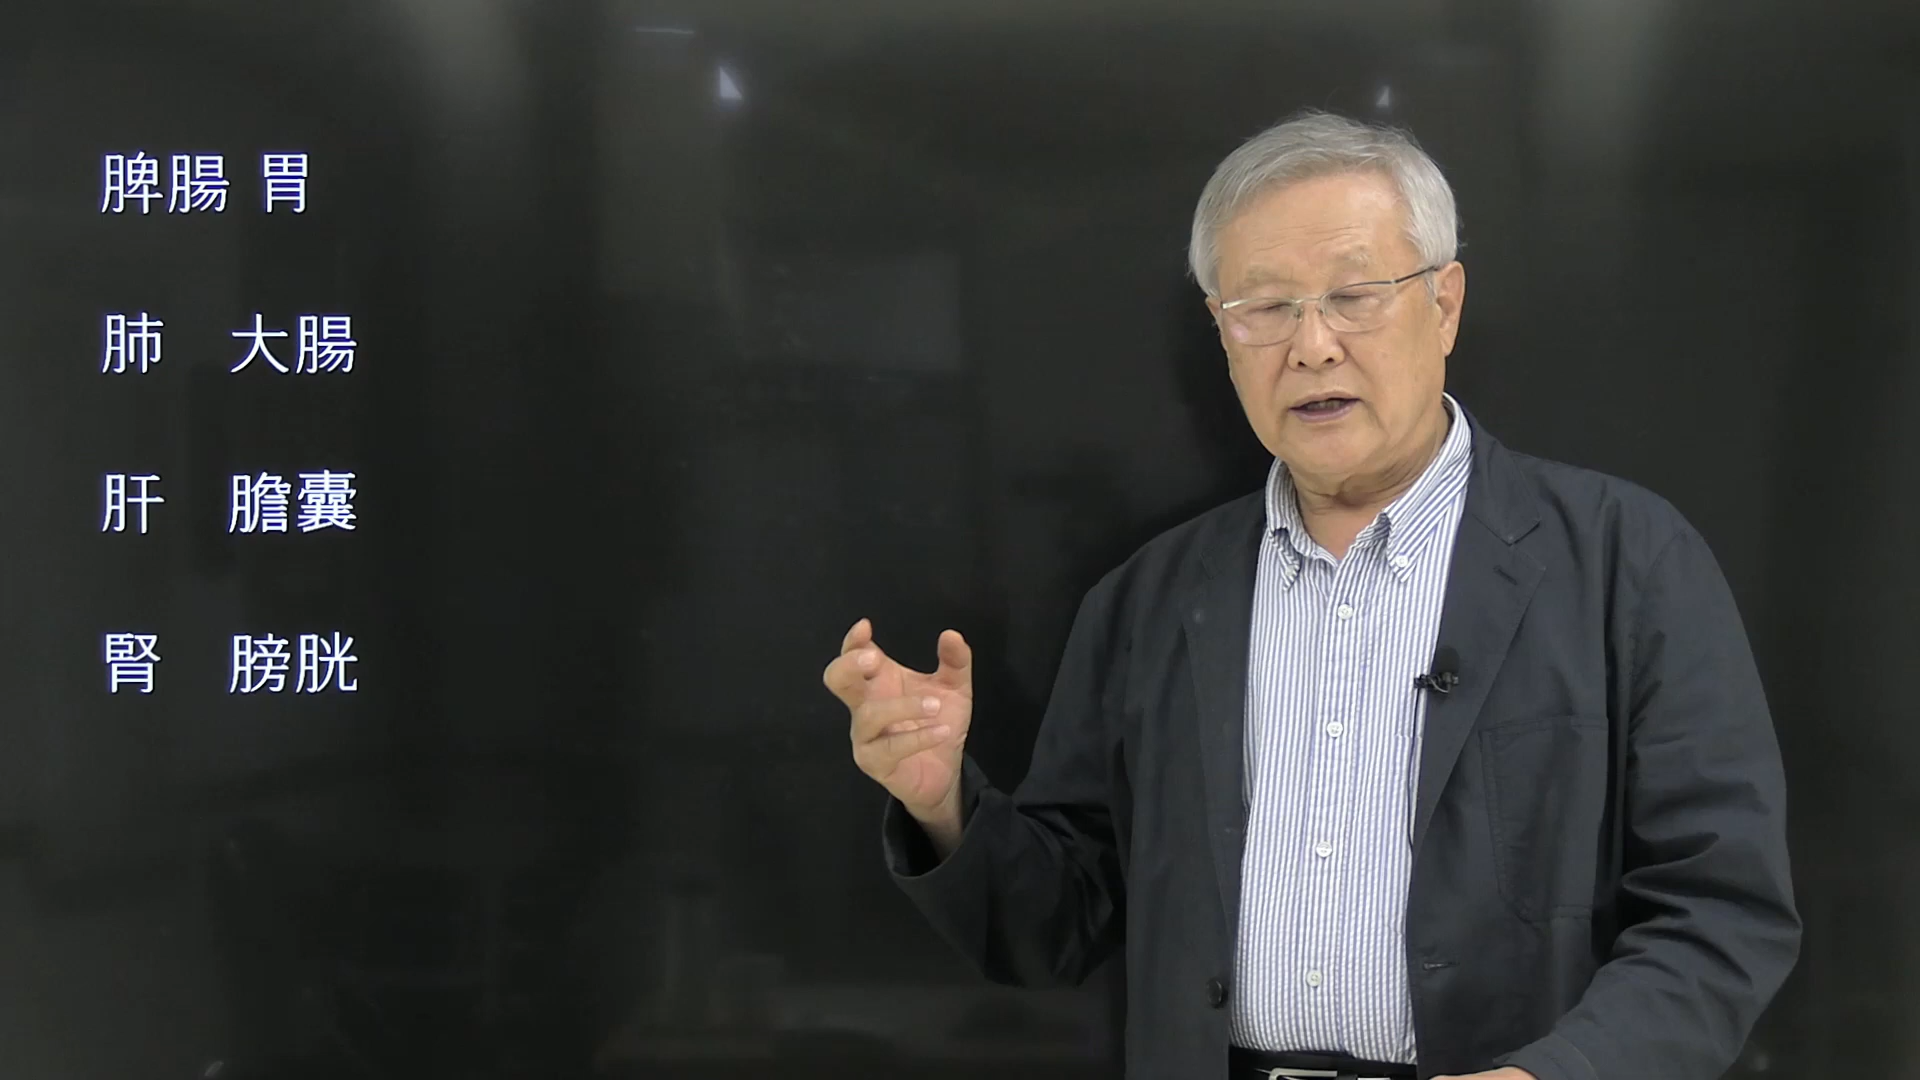 脾腸 胃
肺　大腸
肝　膽囊
腎　膀胱